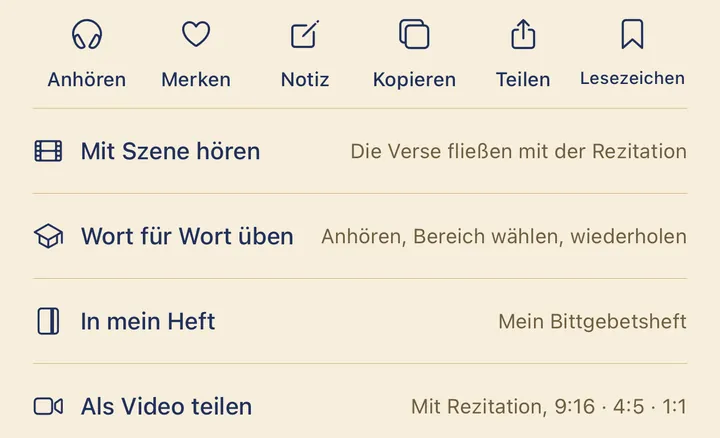 Anhören Merken Notiz Kopieren Teilen Lesezeichen
Mit Szene hören Die Verse fließen mit der Rezitation
Wort für Wort üben Anhören, Bereich wählen, wiederholen
In mein Heft Mein Bittgebetsheft
Als Video teilen Mit Rezitation, 9:16 · 4:5 · 1:1